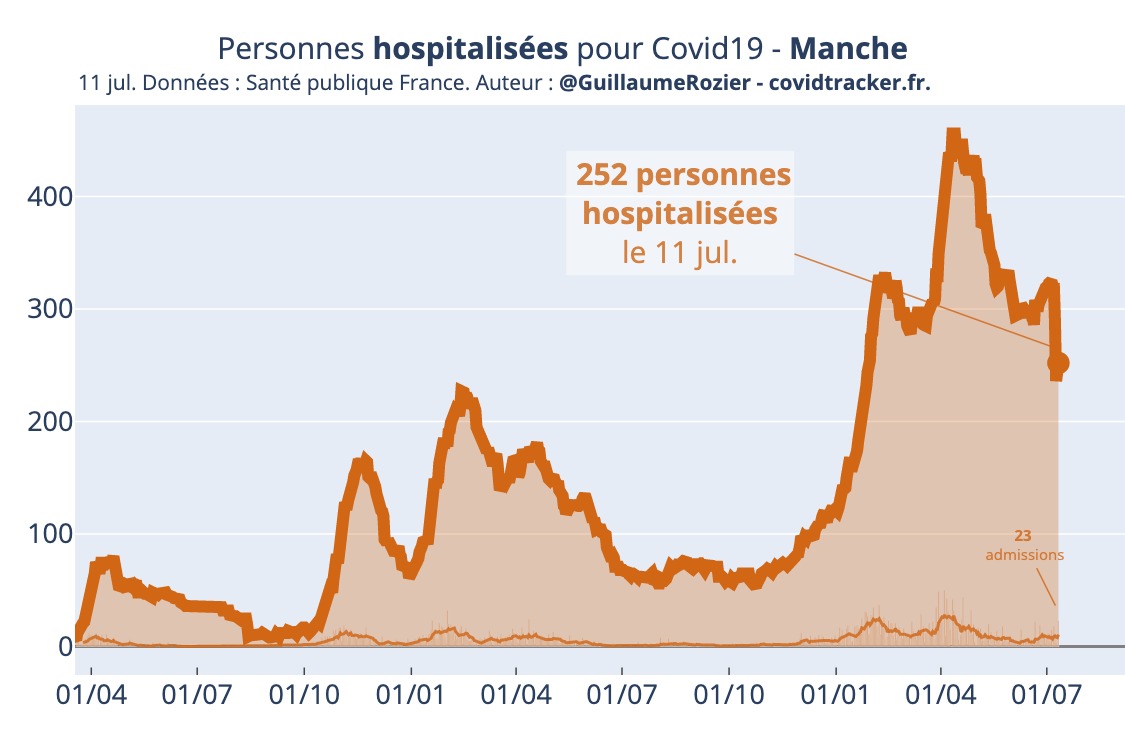 Personnes hospitalisées pour Covid19 - Manche
11 jul. Données : Santé publique France. Auteur : @GuillaumeRozier - covidtracker.fr.
252 personnes
hospitalisées
le 11 jul.
400
300
200
100
0
23
admissions
01/04 01/07 01/10 01/01 01/04 01/07 01/10 01/01 01/04 01/07